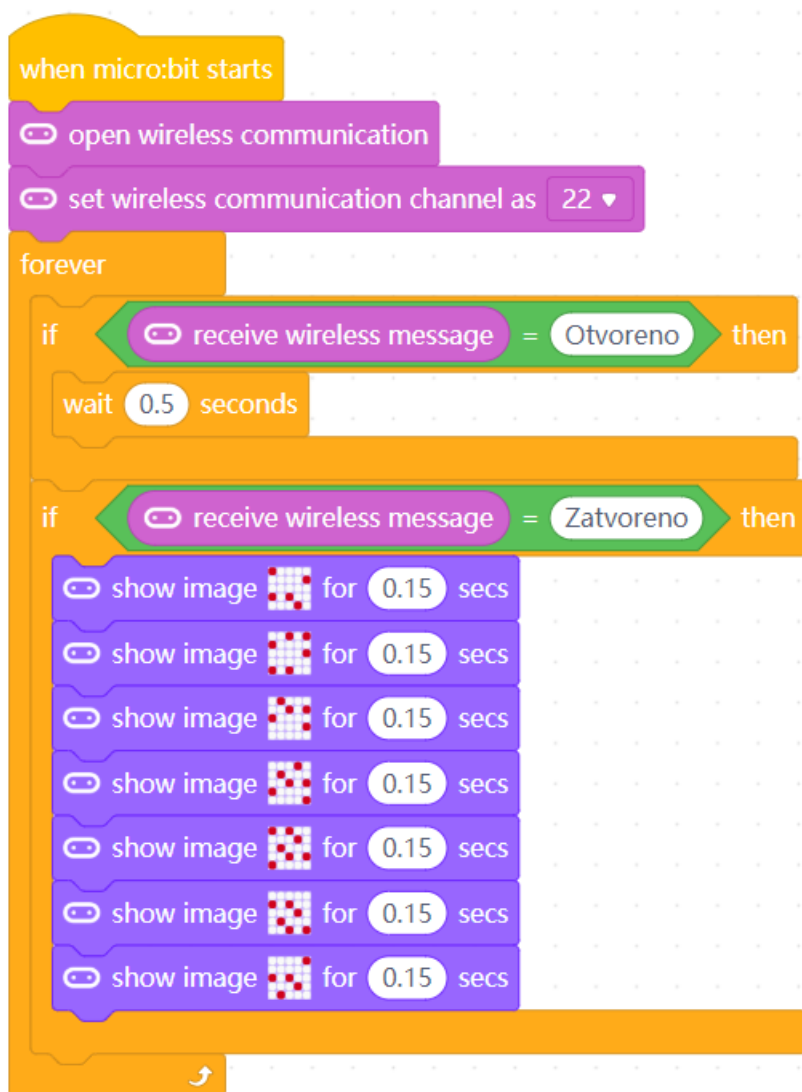 when micro:bit starts
open wireless communication
set wireless communication channel as 22
forever
if receive wireless message = Otvoreno then
wait 0.5 seconds
if receive wireless message = Zatvoreno then
show image for 0.15 secs
show image for 0.15 secs
show image for 0.15 secs
show image for 0.15 secs
show image for 0.15 secs
show image for 0.15 secs
show image for 0.15 secs